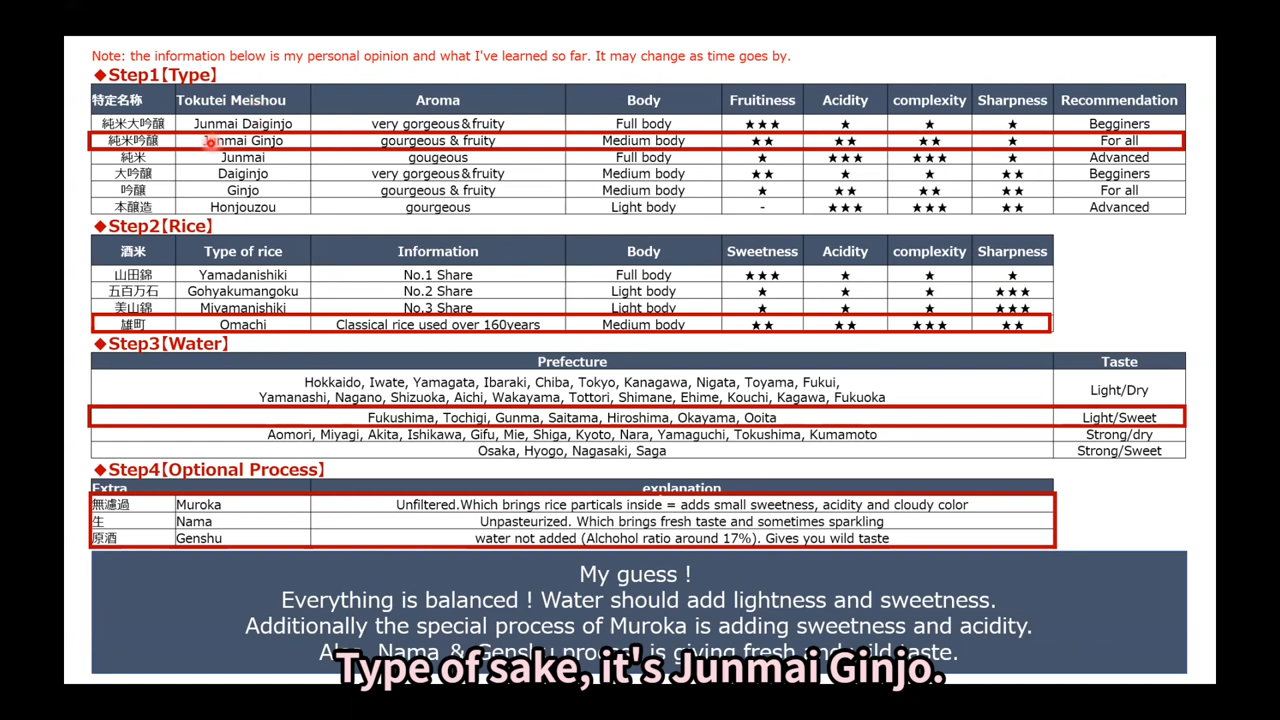 Note: the information below is my personal opinion and what I've learned so far. It may change as time goes by.
◆Step1【Type】
特定名称 Tokutei Meishou Aroma Body Fruitiness Acidity complexity Sharpness Recommendation
純米大吟醸 Junmai Daiginjo very gorgeous&fruity Full body ★★★ ★ ★ ★ Begginers
純米吟醸 Junmai Ginjo gourgeous & fruity Medium body ★★ ★★ ★★ ★ For all
純米 Junmai gougeous Full body ★ ★★★ ★★★ ★ Advanced
大吟醸 Daiginjo very gorgeous&fruity Medium body ★★ ★ ★ ★★ Begginers
吟醸 Ginjo gourgeous & fruity Medium body ★ ★★ ★★ ★★ For all
本醸造 Honjouzou gourgeous Light body - ★★★ ★★★ ★★ Advanced
◆Step2【Rice】
酒米 Type of rice Information Body Sweetness Acidity complexity Sharpness
山田錦 Yamadanishiki No.1 Share Full body ★★★ ★ ★ ★
五百万石 Gohyakumangoku No.2 Share Light body ★ ★ ★ ★★★
美山錦 Miyamanishiki No.3 Share Light body ★ ★ ★ ★★★
雄町 Omachi Classical rice used over 160years Medium body ★★ ★★ ★★★ ★★
◆Step3【Water】
Prefecture Taste
Hokkaido, Iwate, Yamagata, Ibaraki, Chiba, Tokyo, Kanagawa, Nigata, Toyama, Fukui,
Yamanashi, Nagano, Shizuoka, Aichi, Wakayama, Tottori, Shimane, Ehime, Kouchi, Kagawa, Fukuoka Light/Dry
Fukushima, Tochigi, Gunma, Saitama, Hiroshima, Okayama, Ooita Light/Sweet
Aomori, Miyagi, Akita, Ishikawa, Gifu, Mie, Shiga, Kyoto, Nara, Yamaguchi, Tokushima, Kumamoto Strong/dry
Osaka, Hyogo, Nagasaki, Saga Strong/Sweet
◆Step4【Optional Process】
Extra explanation
無濾過 Muroka Unfiltered.Which brings rice particals inside = adds small sweetness, acidity and cloudy color
生 Nama Unpasteurized. Which brings fresh taste and sometimes sparkling
原酒 Genshu water not added (Alchohol ratio around 17%). Gives you wild taste
My guess !
Everything is balanced ! Water should add lightness and sweetness.
Additionally the special process of Muroka is adding sweetness and acidity.
Also, Nama & Genshu process is giving fresh and wild taste.
Type of sake, it's Junmai Ginjo.